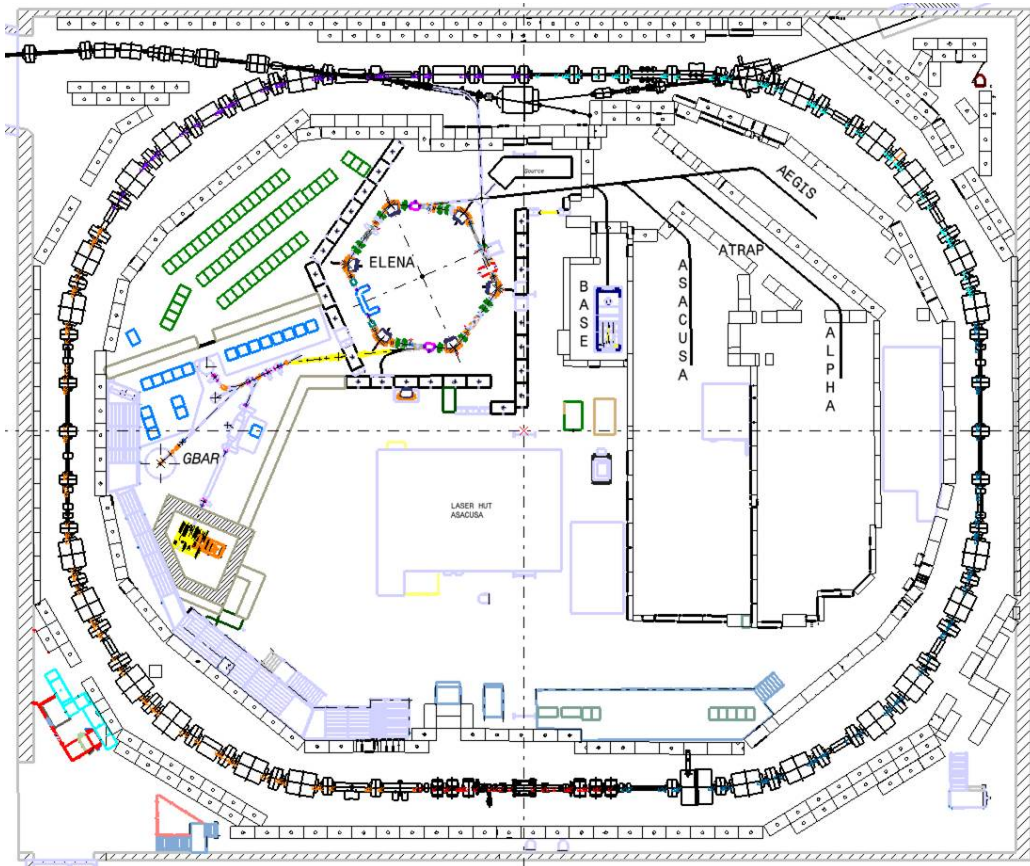 Source
AEGIS
ELENA
ATRAP
BASE
ASACUSA
ALPHA
GBAR
LASER HUT
ASACUSA